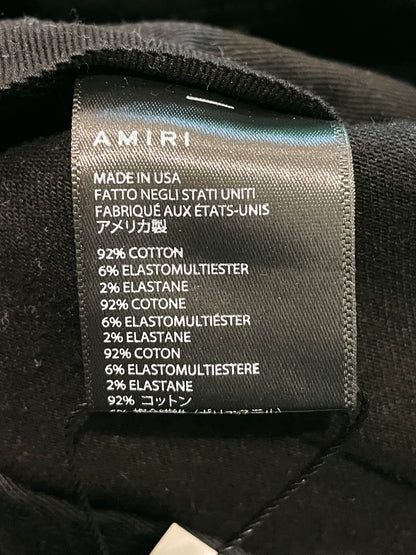 AMIRI
MADE IN USA
FATTO NEGLI STATI UNITI
FABRIQUÉ AUX ÉTATS-UNIS
アメリカ製
92% COTTON
6% ELASTOMULTIESTER
2% ELASTANE
92% COTONE
6% ELASTOMULTIÉSTER
2% ELASTANE
92% COTON
6% ELASTOMULTIESTERE
2% ELASTANE
92% コットン